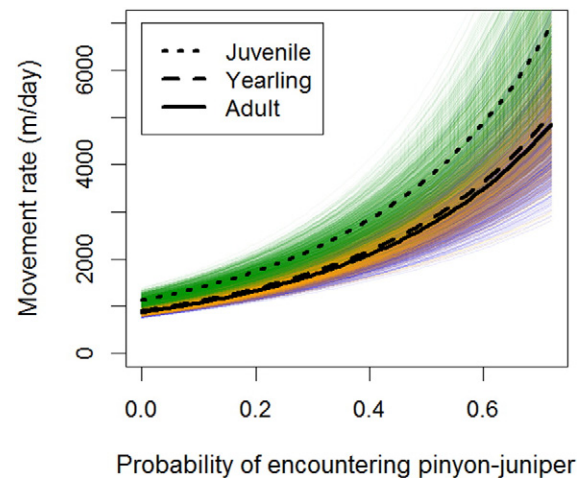 Juvenile
Yearling
Adult
Movement rate (m/day)
6000
4000
2000
0
0.0 0.2 0.4 0.6
Probability of encountering pinyon-juniper